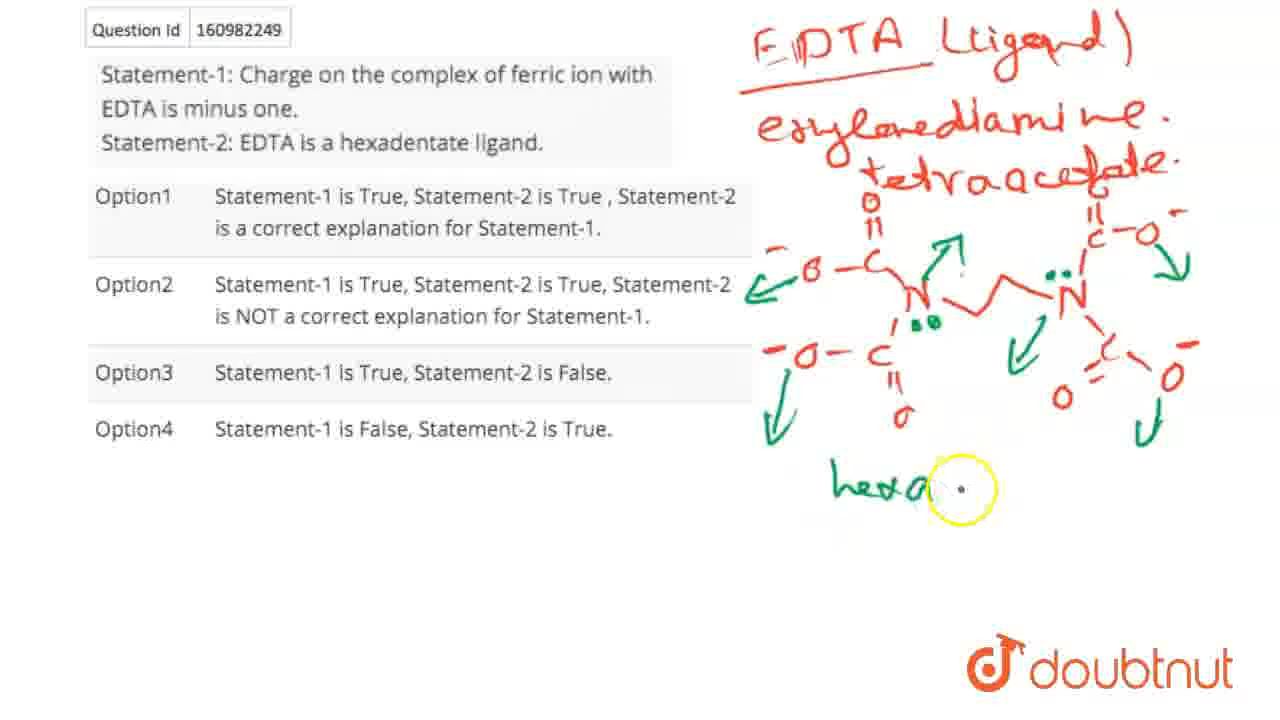 Question Id 160982249
Statement-1: Charge on the complex of ferric ion with
EDTA is minus one.
Statement-2: EDTA is a hexadentate ligand.
Option1 Statement-1 is True, Statement-2 is True , Statement-2
is a correct explanation for Statement-1.
Option2 Statement-1 is True, Statement-2 is True, Statement-2
is NOT a correct explanation for Statement-1.
Option3 Statement-1 is True, Statement-2 is False.
Option4 Statement-1 is False, Statement-2 is True.
EDTA (ligand)
ethylenediamine.
tetraacetate.
O O
- O - C C - O -
N N
- O - C C
O O O -
hexa
doubtnut